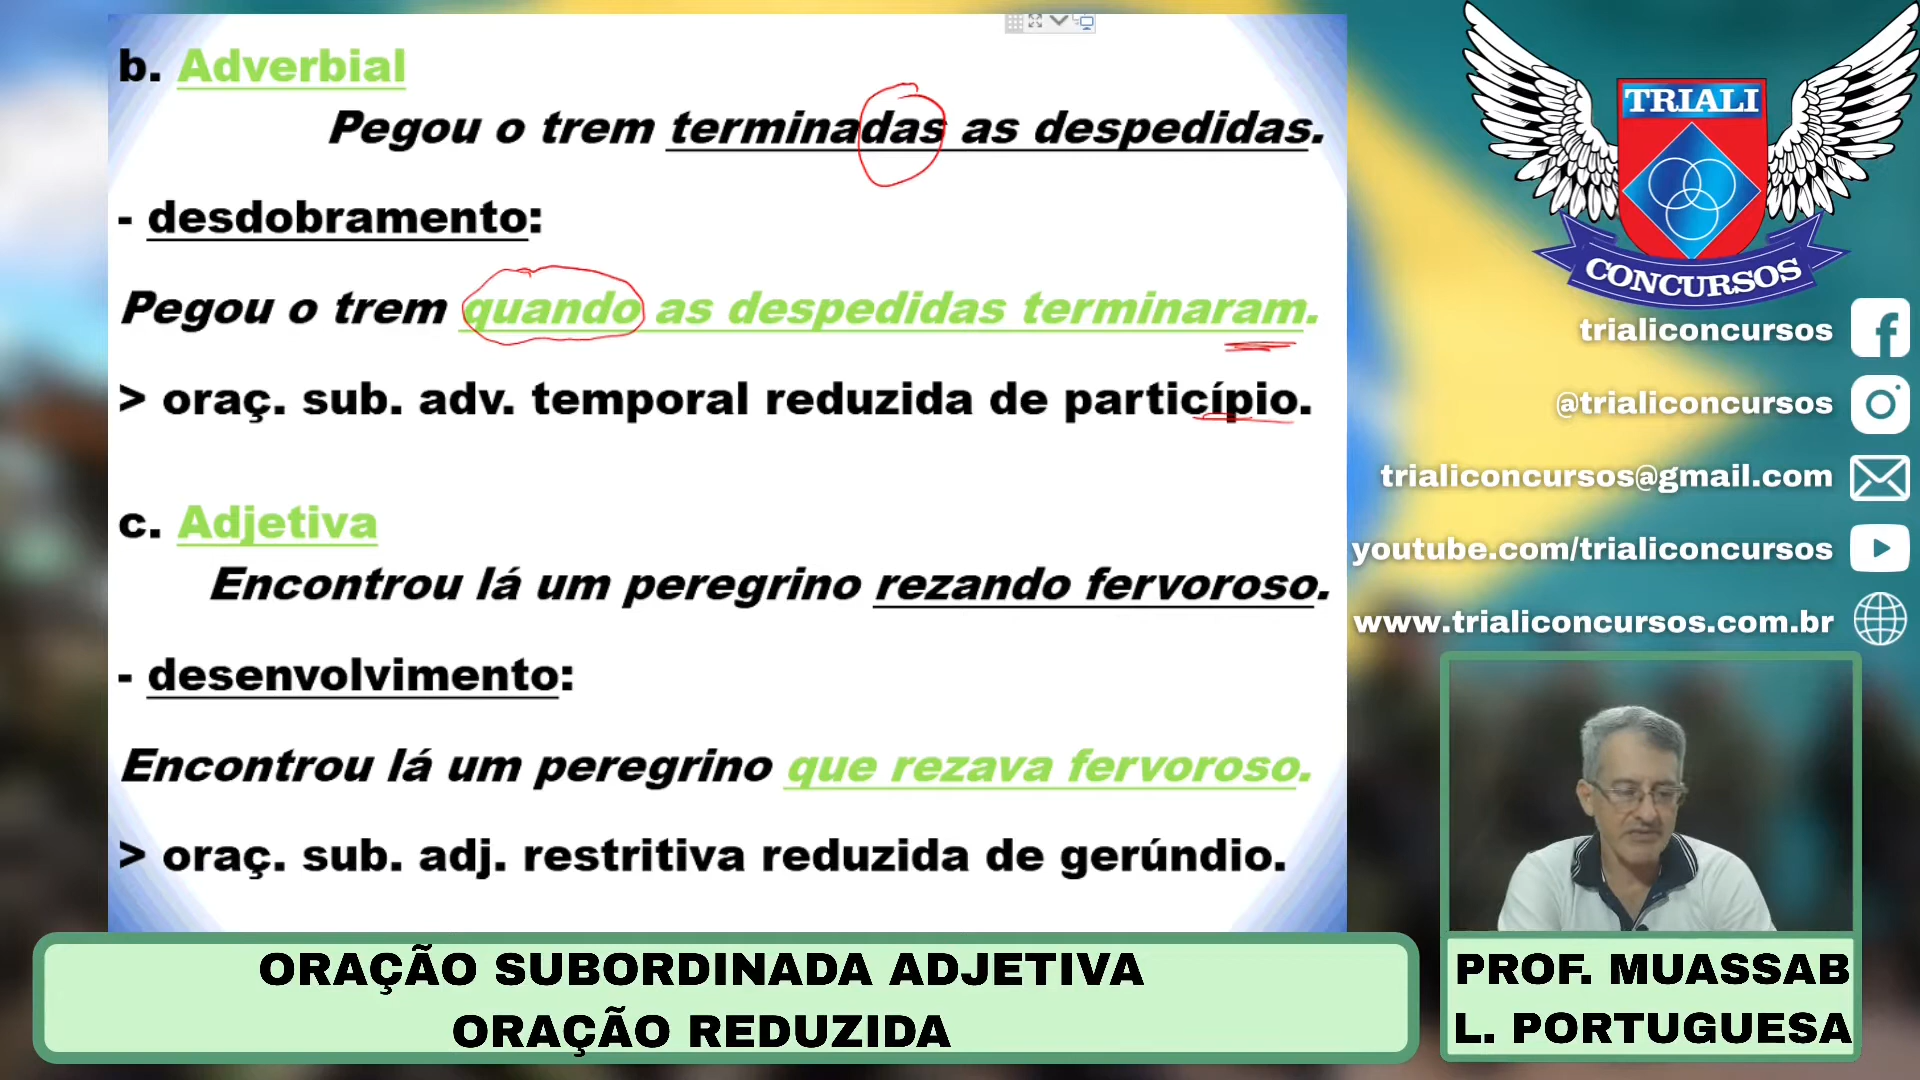 b. Adverbial
Pegou o trem terminadas as despedidas.
- desdobramento:
Pegou o trem quando as despedidas terminaram.
> oraç. sub. adv. temporal reduzida de particípio.
c. Adjetiva
Encontrou lá um peregrino rezando fervoroso.
- desenvolvimento:
Encontrou lá um peregrino que rezava fervoroso.
> oraç. sub. adj. restritiva reduzida de gerúndio.
TRIALI
CONCURSOS
trialiconcursos
@trialiconcursos
trialiconcursos@gmail.com
youtube.com/trialiconcursos
www.trialiconcursos.com.br
ORAÇÃO SUBORDINADA ADJETIVA
ORAÇÃO REDUZIDA
PROF. MUASSAB
L. PORTUGUESA